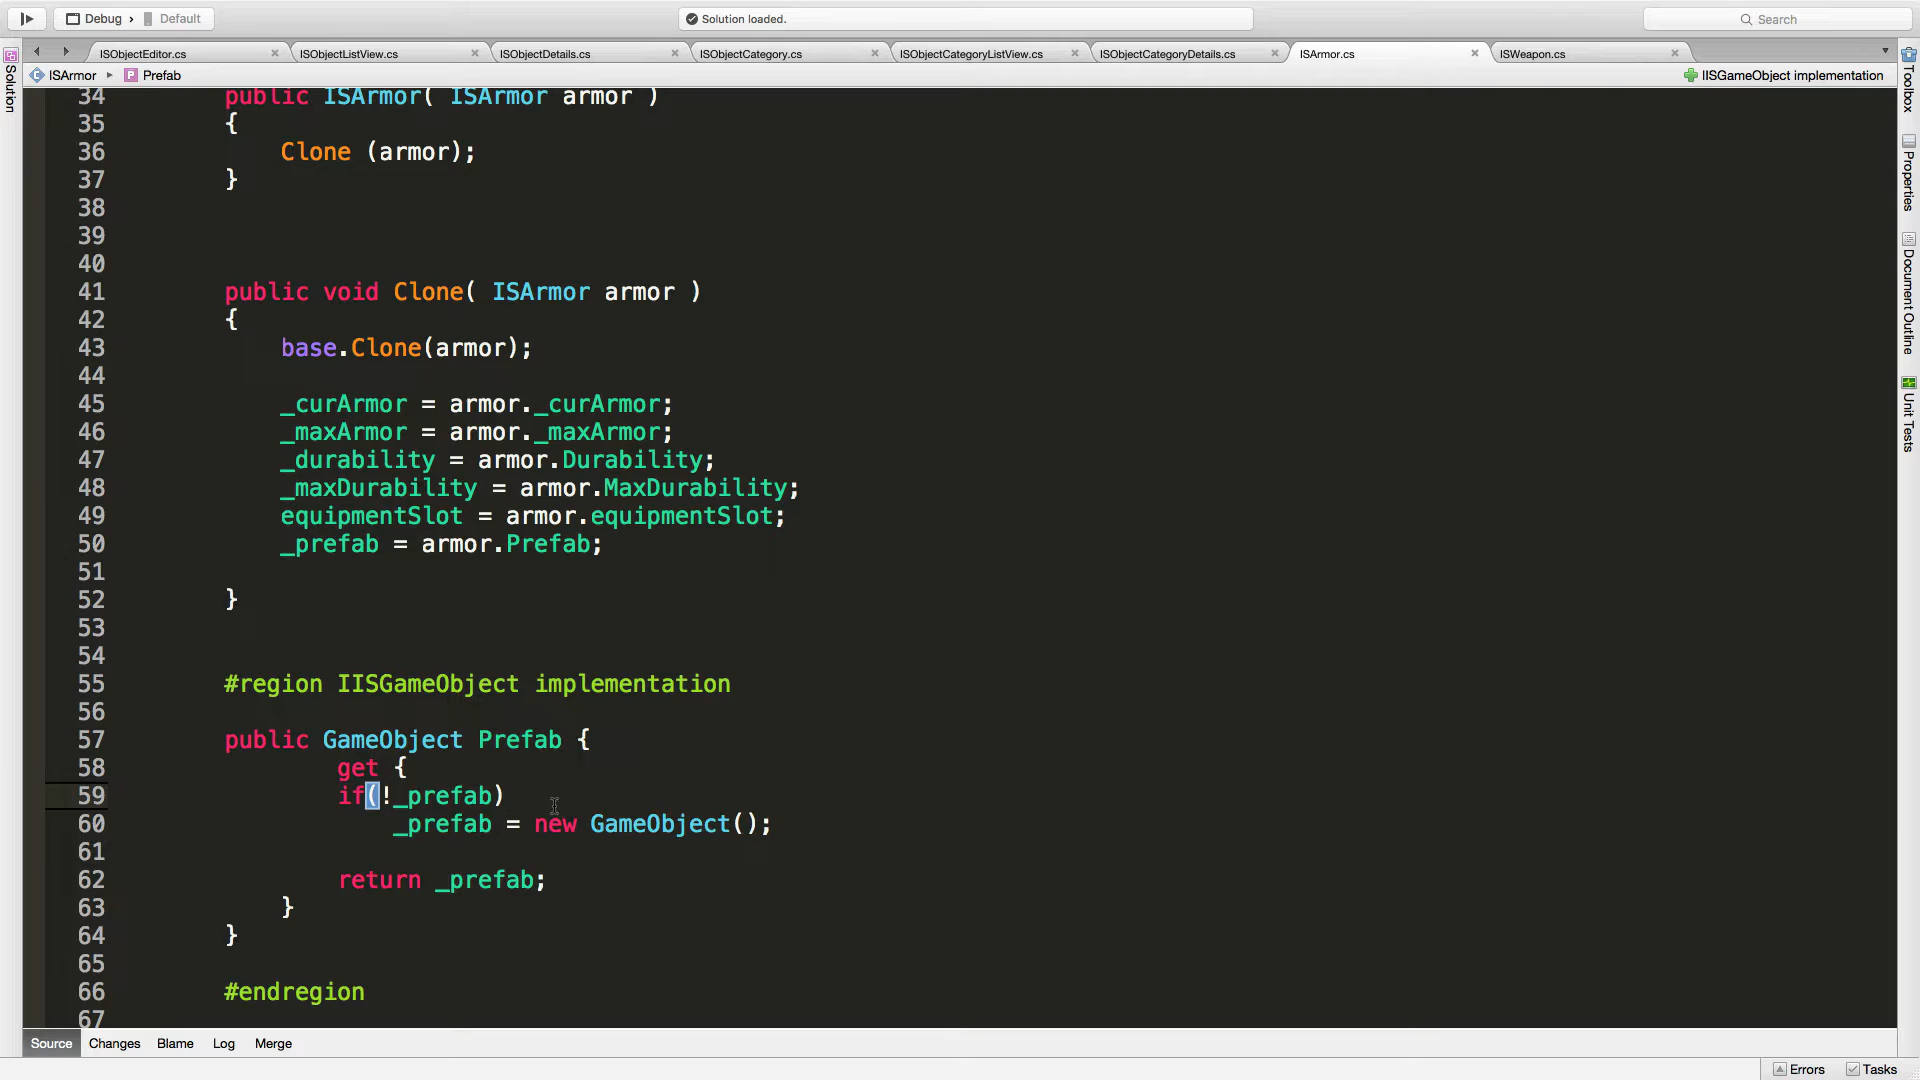 Debug › Default
Solution loaded.
Search
ISObjectEditor.cs
ISObjectListView.cs
ISObjectDetails.cs
ISObjectCategory.cs
ISObjectCategoryListView.cs
ISObjectCategoryDetails.cs
ISArmor.cs
ISWeapon.cs
ISArmor ▸ Prefab
IISGameObject implementation
Solution
Toolbox
Properties
Document Outline
Unit Tests
34 public ISArmor( ISArmor armor )
35 {
36 Clone (armor);
37 }
38
39
40
41 public void Clone( ISArmor armor )
42 {
43 base.Clone(armor);
44
45 _curArmor = armor._curArmor;
46 _maxArmor = armor._maxArmor;
47 _durability = armor.Durability;
48 _maxDurability = armor.MaxDurability;
49 equipmentSlot = armor.equipmentSlot;
50 _prefab = armor.Prefab;
51
52 }
53
54
55 #region IISGameObject implementation
56
57 public GameObject Prefab {
58 get {
59 if(!_prefab)
60 _prefab = new GameObject();
61
62 return _prefab;
63 }
64 }
65
66 #endregion
67
Source Changes Blame Log Merge
Errors Tasks